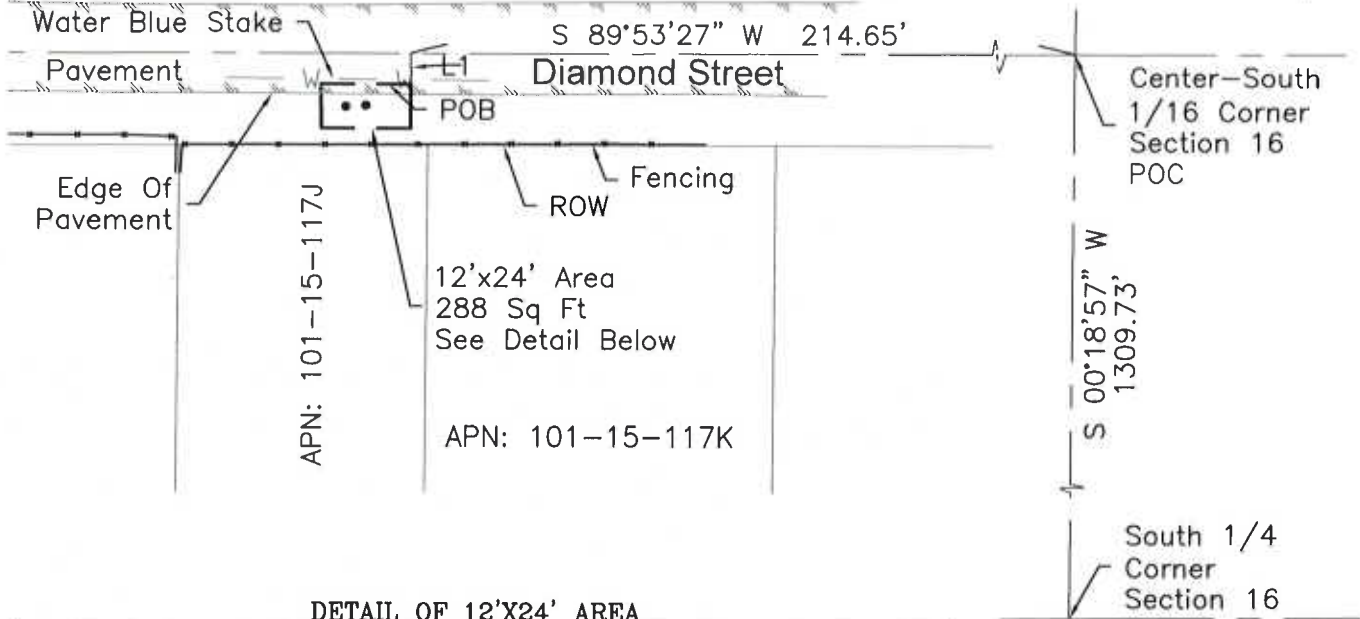 Water Blue Stake
S 89°53'27" W 214.65'
Pavement
W
W
L1
Diamond Street
POB
Center-South
1/16 Corner
Section 16
POC
Edge Of
Pavement
Fencing
ROW
APN: 101-15-117J
12'x24' Area
288 Sq Ft
See Detail Below
S 00°18'57" W
1309.73'
APN: 101-15-117K
South 1/4
Corner
Section 16
DETAIL OF 12'X24' AREA